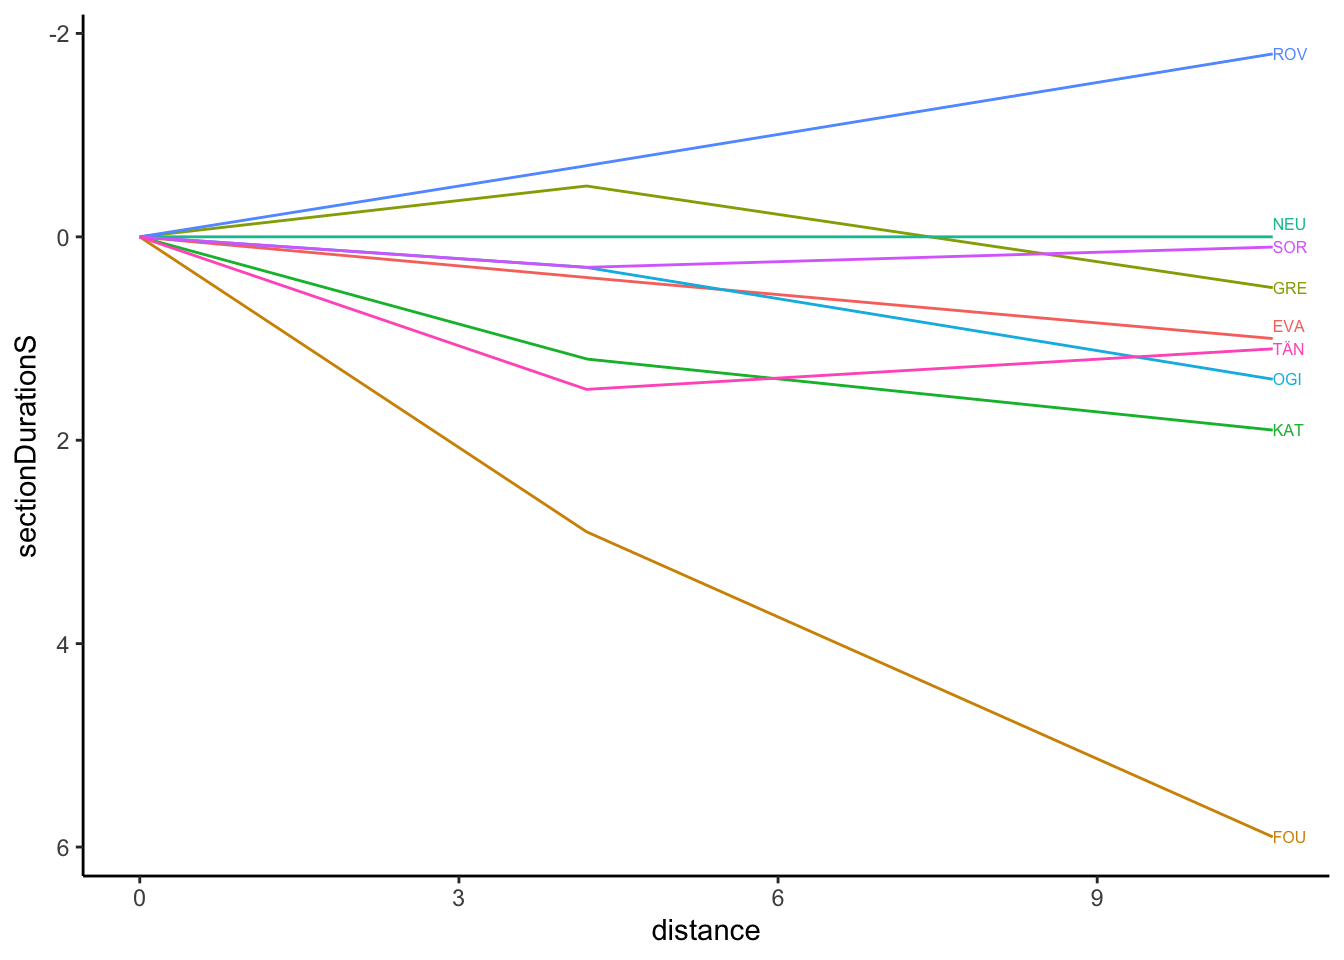 -2
0
2
4
6
sectionDurationS
ROV
NEU
SOR
GRE
EVA
TÄN
OGI
KAT
FOU
0 3 6 9
distance